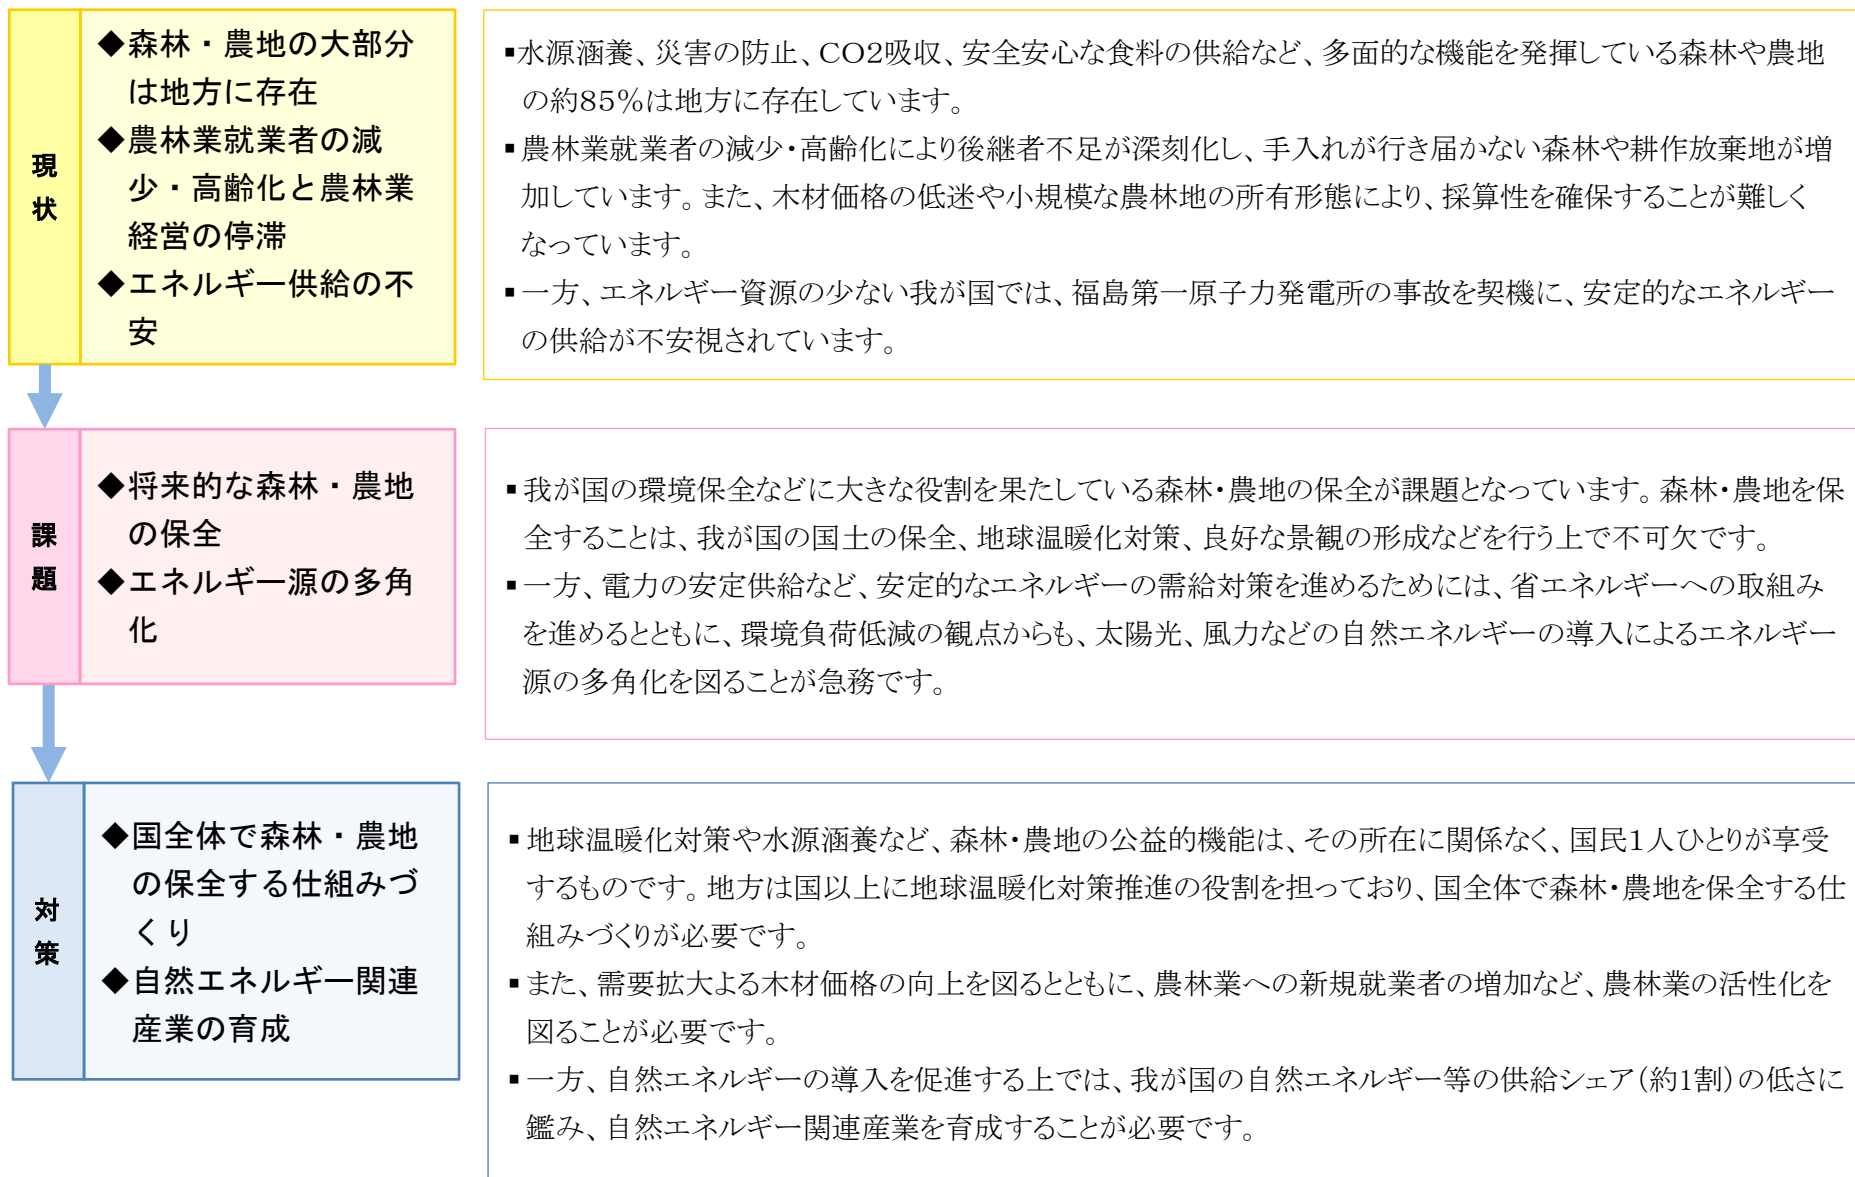 現
状
◆森林・農地の大部分
は地方に存在
◆農林業就業者の減
少・高齢化と農林業
経営の停滞
◆エネルギー供給の不
安
▪水源涵養、災害の防止、CO2吸収、安全安心な食料の供給など、多面的な機能を発揮している森林や農地
の約85%は地方に存在しています。
▪農林業就業者の減少・高齢化により後継者不足が深刻化し、手入れが行き届かない森林や耕作放棄地が増
加しています。また、木材価格の低迷や小規模な農林地の所有形態により、採算性を確保することが難しく
なっています。
▪一方、エネルギー資源の少ない我が国では、福島第一原子力発電所の事故を契機に、安定的なエネルギー
の供給が不安視されています。
課
題
◆将来的な森林・農地
の保全
◆エネルギー源の多角
化
▪我が国の環境保全などに大きな役割を果たしている森林・農地の保全が課題となっています。森林・農地を保
全することは、我が国の国土の保全、地球温暖化対策、良好な景観の形成などを行う上で不可欠です。
▪一方、電力の安定供給など、安定的なエネルギーの需給対策を進めるためには、省エネルギーへの取組み
を進めるとともに、環境負荷低減の観点からも、太陽光、風力などの自然エネルギーの導入によるエネルギー
源の多角化を図ることが急務です。
対
策
◆国全体で森林・農地
の保全する仕組みづ
くり
◆自然エネルギー関連
産業の育成
▪地球温暖化対策や水源涵養など、森林・農地の公益的機能は、その所在に関係なく、国民1人ひとりが享受
するものです。地方は国以上に地球温暖化対策推進の役割を担っており、国全体で森林・農地を保全する仕
組みづくりが必要です。
▪また、需要拡大よる木材価格の向上を図るとともに、農林業への新規就業者の増加など、農林業の活性化を
図ることが必要です。
▪一方、自然エネルギーの導入を促進する上では、我が国の自然エネルギー等の供給シェア(約1割)の低さに
鑑み、自然エネルギー関連産業を育成することが必要です。